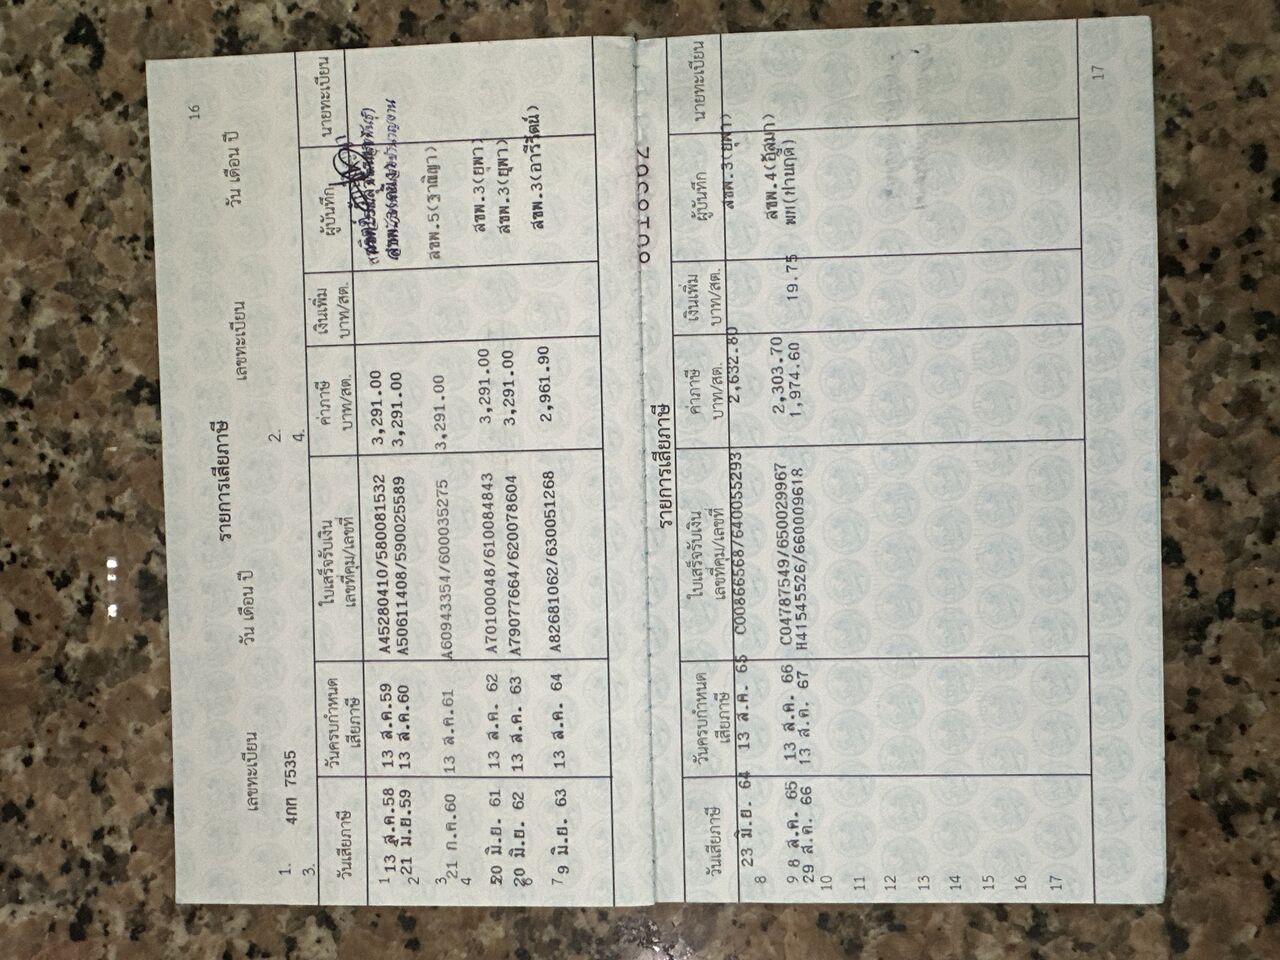 16
รายการเสียภาษี
เลขทะเบียน วัน เดือน ปี เลขทะเบียน วัน เดือน ปี
1. 4กก 7535 2.
3. 4.
วันเสียภาษี วันครบกำหนดเสียภาษี ใบเสร็จรับเงินเลขที่คุม/เลขที่ ค่าภาษีบาท/สต. เงินเพิ่มบาท/สต. ผู้บันทึก นายทะเบียน
1 13 ส.ค.58 13 ส.ค.59 A45280410/580081532 3,291.00
2 21 มิ.ย.59 13 ส.ค.60 A50611408/590025589 3,291.00
3 21 ก.ค.60 13 ส.ค.61 A60943354/600035275 3,291.00 สขพ.5(ฐาณิญา)
4
20 มิ.ย. 61 13 ส.ค. 62 A70100048/610084843 3,291.00 สขพ.3(ยุพา)
20 มิ.ย. 62 13 ส.ค. 63 A79077664/620078604 3,291.00 สขพ.3(ยุพา)
7 9 มิ.ย. 63 13 ส.ค. 64 A82681062/630051268 2,961.90 สขพ.3(อารีรัตน์)
รายการเสียภาษี
วันเสียภาษี วันครบกำหนดเสียภาษี ใบเสร็จรับเงินเลขที่คุม/เลขที่ ค่าภาษีบาท/สต. เงินเพิ่มบาท/สต. ผู้บันทึก นายทะเบียน
23 มิ.ย. 64 13 ส.ค. 65 C00866568/640055293 2,632.80 สขพ.3(ยุพา)
8
9 8 ส.ค. 65 13 ส.ค. 66 C04787549/650029967 2,303.70 สขพ.4(อุสมา)
29 ส.ค. 66 13 ส.ค. 67 H41545526/660009618 1,974.60 19.75 พท(ปานฤดี)
10
11
12
13
14
15
16
17
17